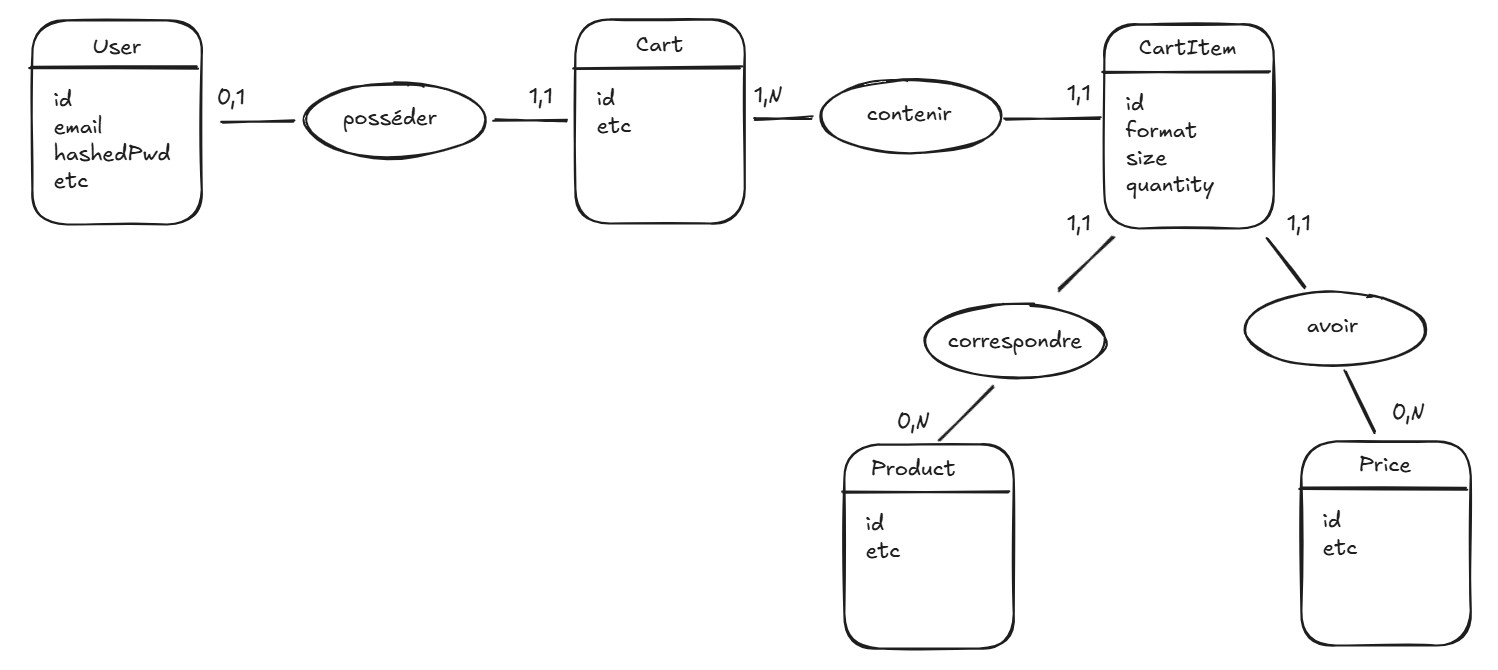 User
id
email
hashedPwd
etc
0,1
posséder
1,1
Cart
id
etc
1,N
contenir
1,1
CartItem
id
format
size
quantity
1,1
correspondre
0,N
Product
id
etc
1,1
avoir
0,N
Price
id
etc